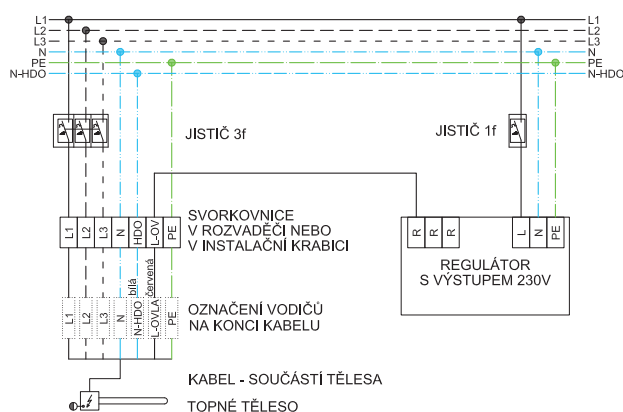 L1 L1
L2 L2
L3 L3
N N
PE PE
N-HDO N-HDO
JISTIČ 3f
JISTIČ 1f
L1 L2 L3 N HDO L-OV PE
SVORKOVNICE
V ROZVADĚČI NEBO
V INSTALAČNÍ KRABICI
R R R L N PE
REGULÁTOR
S VÝSTUPEM 230V
bílá
červená
L1 L2 L3 N N-HDO L-OVLA PE
OZNAČENÍ VODIČŮ
NA KONCI KABELU
KABEL - SOUČÁSTÍ TĚLESA
TOPNÉ TĚLESO